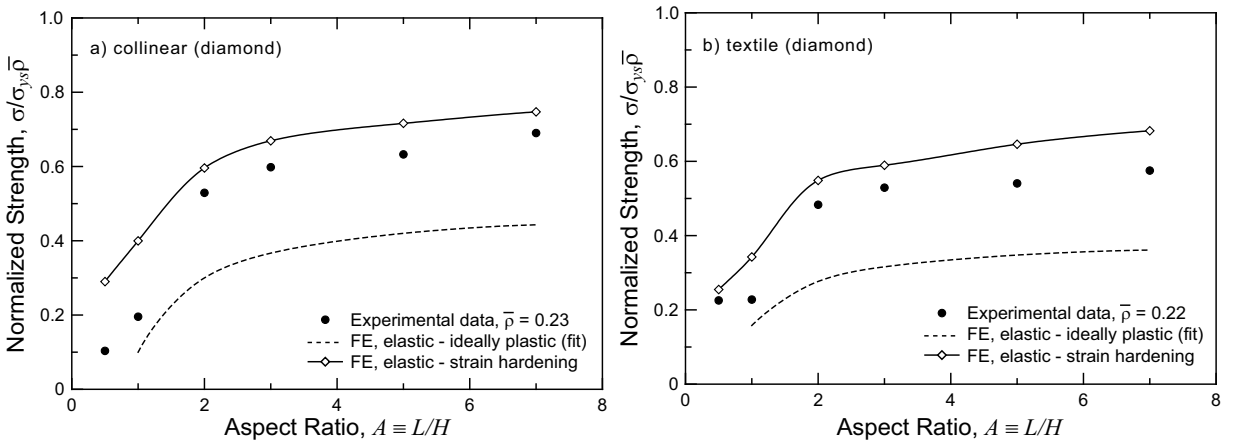 a) collinear (diamond)
Normalized Strength, σ/σ_ys ρ̅
1.0
0.8
0.6
0.4
0.2
0
0 2 4 6 8
Aspect Ratio, A ≡ L/H
Experimental data, ρ̅ = 0.23
FE, elastic - ideally plastic (fit)
FE, elastic - strain hardening
b) textile (diamond)
Normalized Strength, σ/σ_ys ρ̅
1.0
0.8
0.6
0.4
0.2
0
0 2 4 6 8
Aspect Ratio, A ≡ L/H
Experimental data, ρ̅ = 0.22
FE, elastic - ideally plastic (fit)
FE, elastic - strain hardening